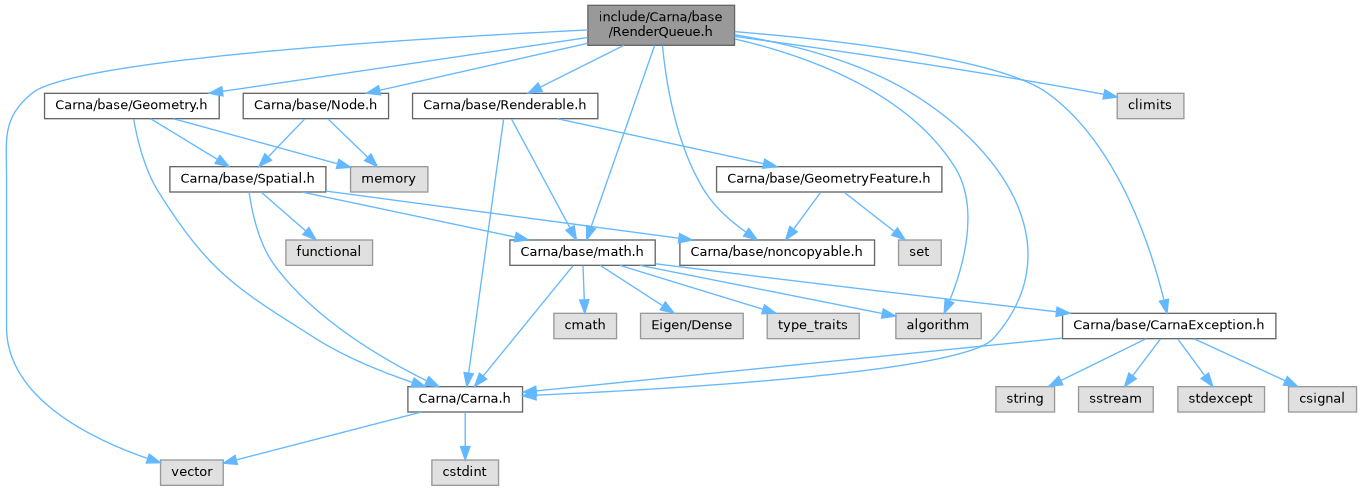 include/Carna/base
/RenderQueue.h
Carna/base/Geometry.h
Carna/base/Node.h
Carna/base/Renderable.h
climits
Carna/base/Spatial.h
memory
Carna/base/GeometryFeature.h
functional
Carna/base/math.h
Carna/base/noncopyable.h
set
cmath
Eigen/Dense
type_traits
algorithm
Carna/base/CarnaException.h
Carna/Carna.h
string
sstream
stdexcept
csignal
vector
cstdint